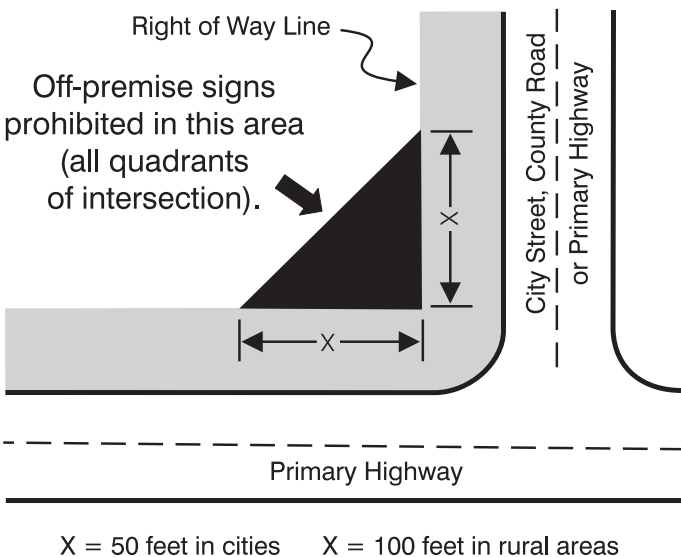 Right of Way Line
Off-premise signs
prohibited in this area
(all quadrants
of intersection).
X
X
City Street, County Road
or Primary Highway
Primary Highway
X = 50 feet in cities X = 100 feet in rural areas